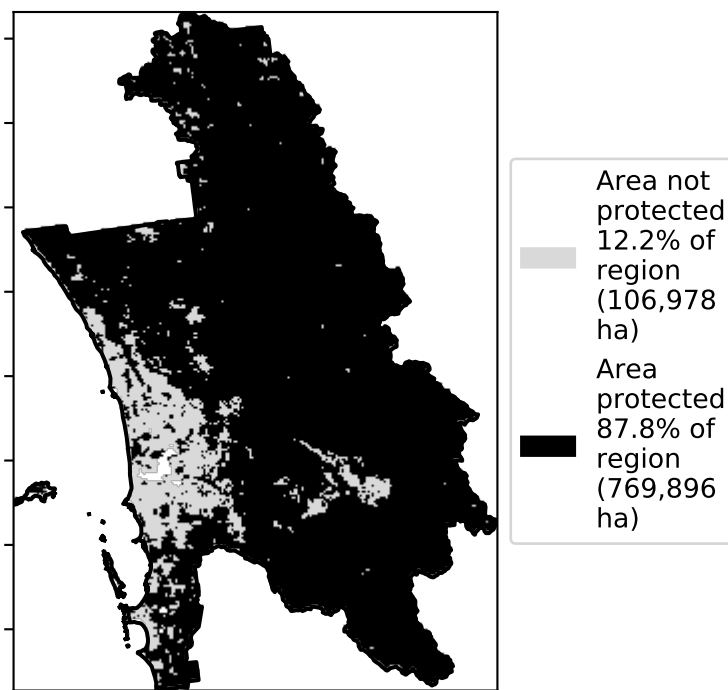 Area not
protected
12.2% of
region
(106,978
ha)
Area
protected
87.8% of
region
(769,896
ha)